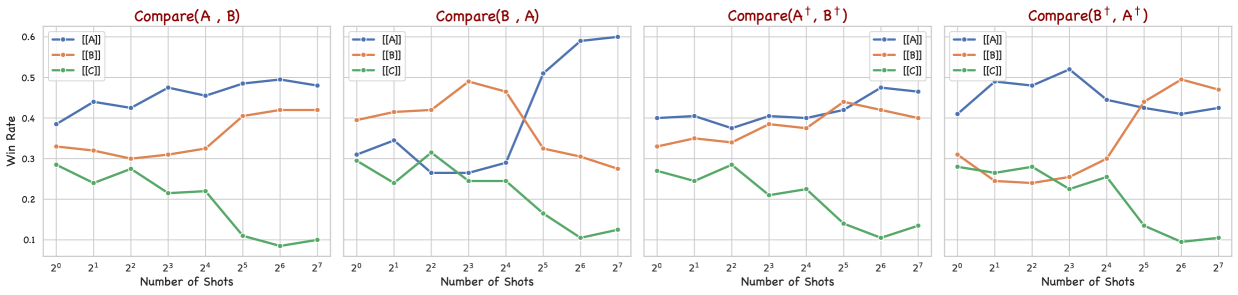 Compare(A , B)
Compare(B , A)
Compare(A†, B†)
Compare(B†, A†)
Win Rate
0.6
0.5
0.4
0.3
0.2
0.1
[[A]]
[[B]]
[[C]]
2⁰ 2¹ 2² 2³ 2⁴ 2⁵ 2⁶ 2⁷
Number of Shots
[[A]]
[[B]]
[[C]]
2⁰ 2¹ 2² 2³ 2⁴ 2⁵ 2⁶ 2⁷
Number of Shots
[[A]]
[[B]]
[[C]]
2⁰ 2¹ 2² 2³ 2⁴ 2⁵ 2⁶ 2⁷
Number of Shots
[[A]]
[[B]]
[[C]]
2⁰ 2¹ 2² 2³ 2⁴ 2⁵ 2⁶ 2⁷
Number of Shots